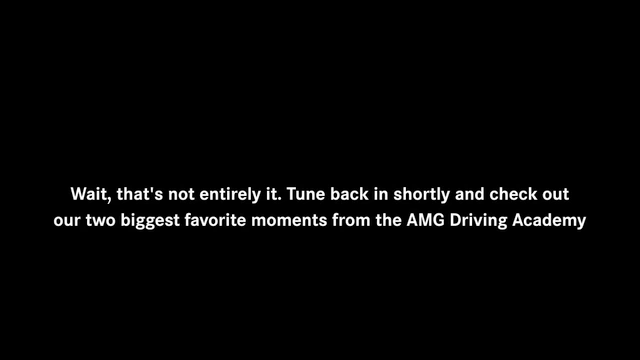 Wait, that's not entirely it. Tune back in shortly and check out
our two biggest favorite moments from the AMG Driving Academy